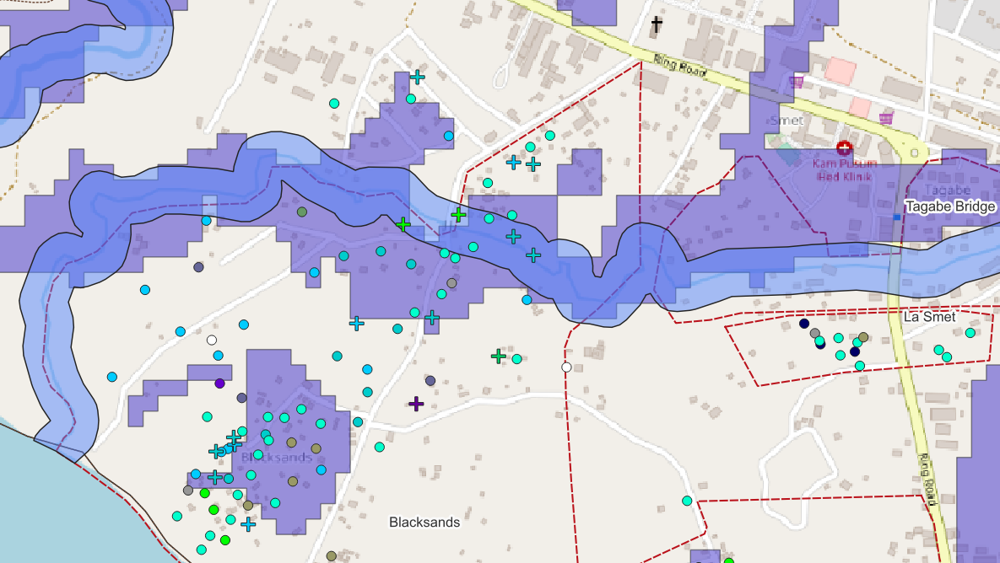 Ring Road
Smet
Kam Pusum
Hed Klinik
Tagabe
Tagabe Bridge
La Smet
Blacksands
Ring Road
Blacksands